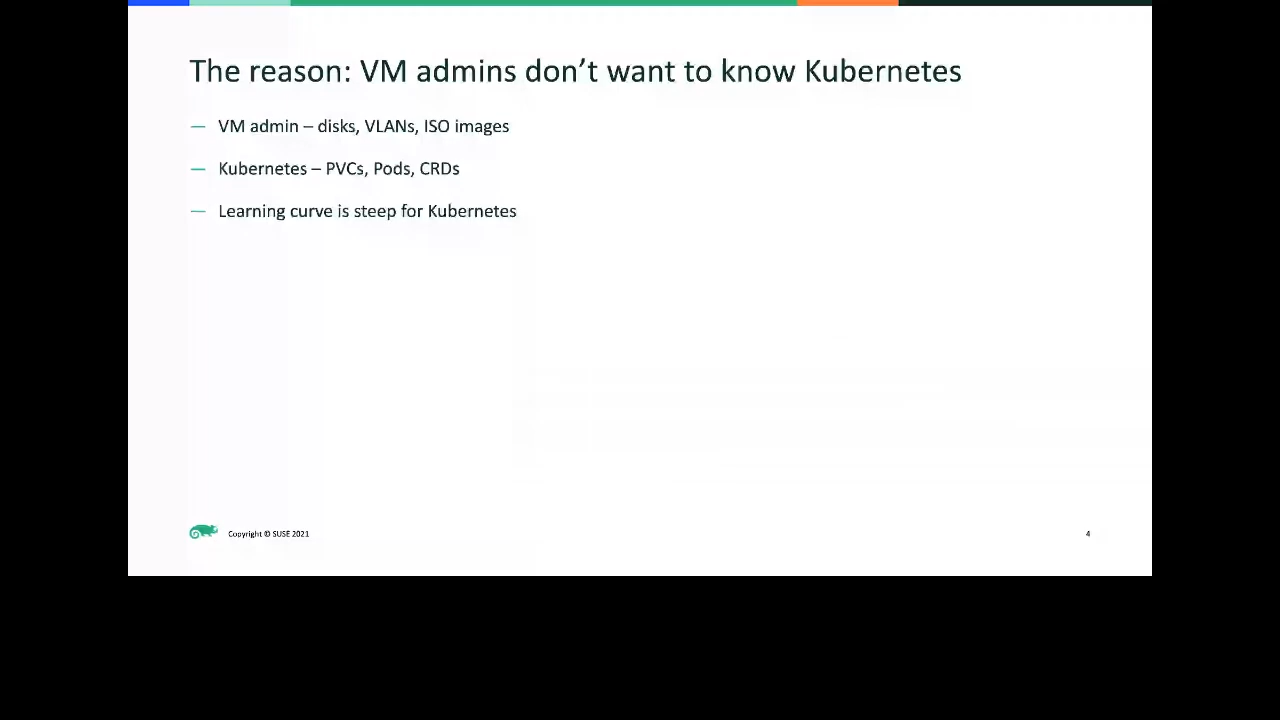 The reason: VM admins don’t want to know Kubernetes
— VM admin – disks, VLANs, ISO images
— Kubernetes – PVCs, Pods, CRDs
— Learning curve is steep for Kubernetes
Copyright © SUSE 2021
4